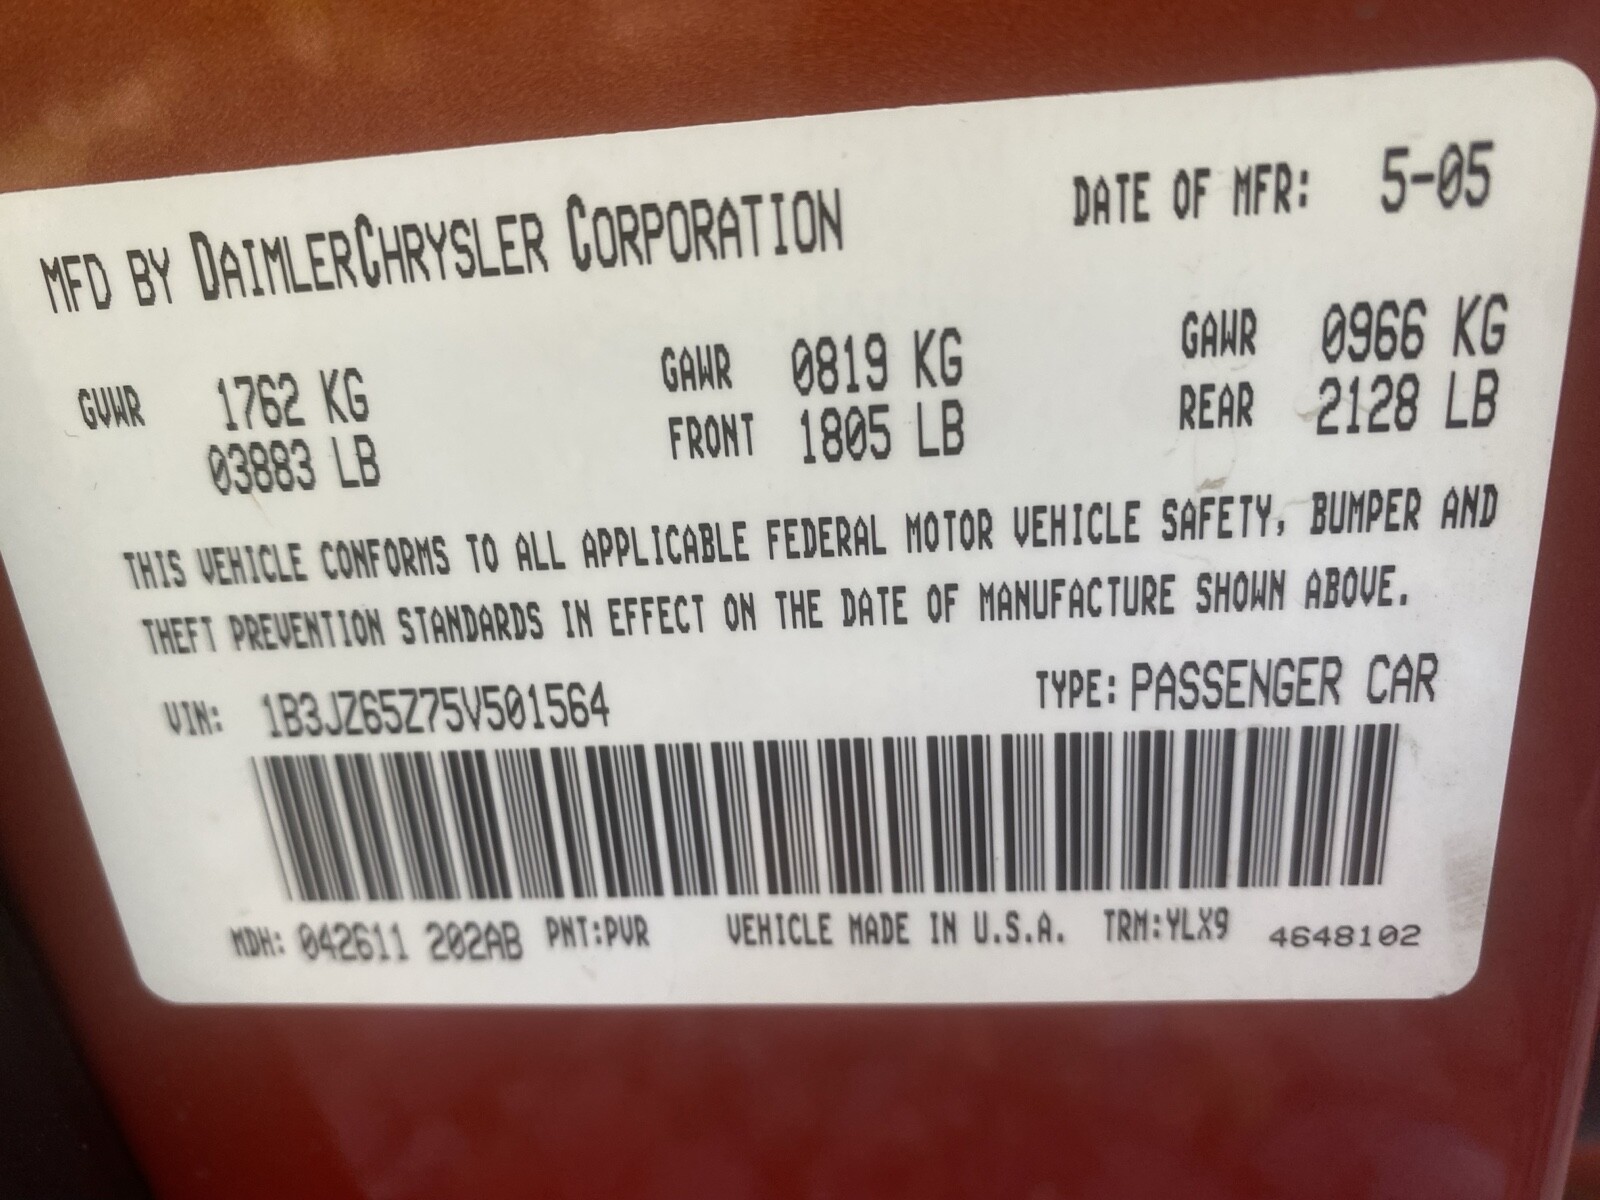 MFD BY DAIMLERCHRYSLER CORPORATION DATE OF MFR: 5-05
GVWR 1762 KG GAWR 0819 KG GAWR 0966 KG
03883 LB FRONT 1805 LB REAR 2128 LB
THIS VEHICLE CONFORMS TO ALL APPLICABLE FEDERAL MOTOR VEHICLE SAFETY, BUMPER AND
THEFT PREVENTION STANDARDS IN EFFECT ON THE DATE OF MANUFACTURE SHOWN ABOVE.
VIN: 1B3JZ65Z75V501564 TYPE: PASSENGER CAR
MDH: 042611 202AB PNT:PVR VEHICLE MADE IN U.S.A. TRM:YLX9 4648102